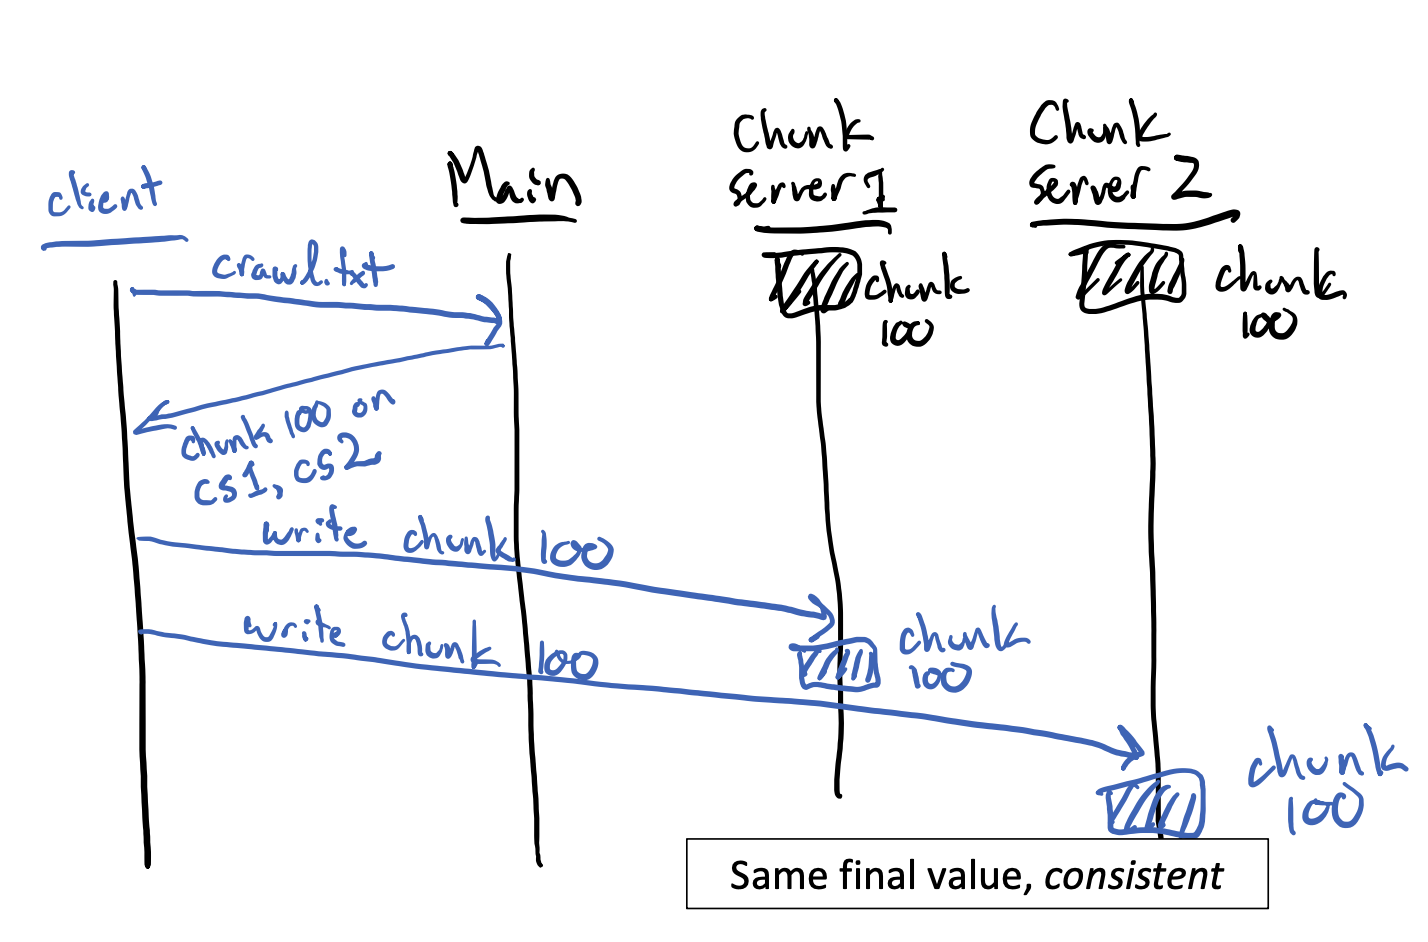 client
Main
Chunk
server 1
Chunk
server 2
crawl.txt
chunk
100
chunk
100
chunk 100 on
cs1, cs2
write chunk 100
write chunk 100
chunk
100
chunk
100
Same final value, consistent